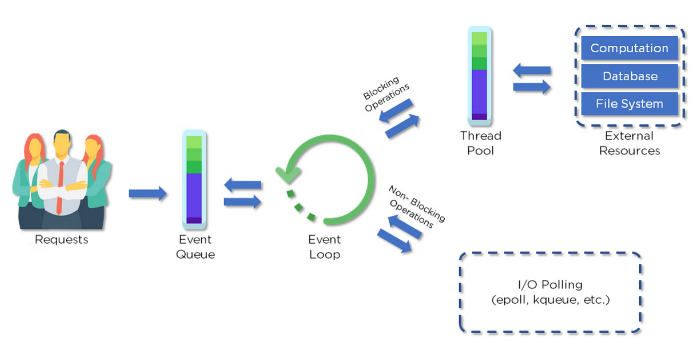 Requests
Event
Queue
Event
Loop
Blocking
Operations
Non- Blocking
Operations
Thread
Pool
Computation
Database
File System
External
Resources
I/O Polling
(epoll, kqueue, etc.)